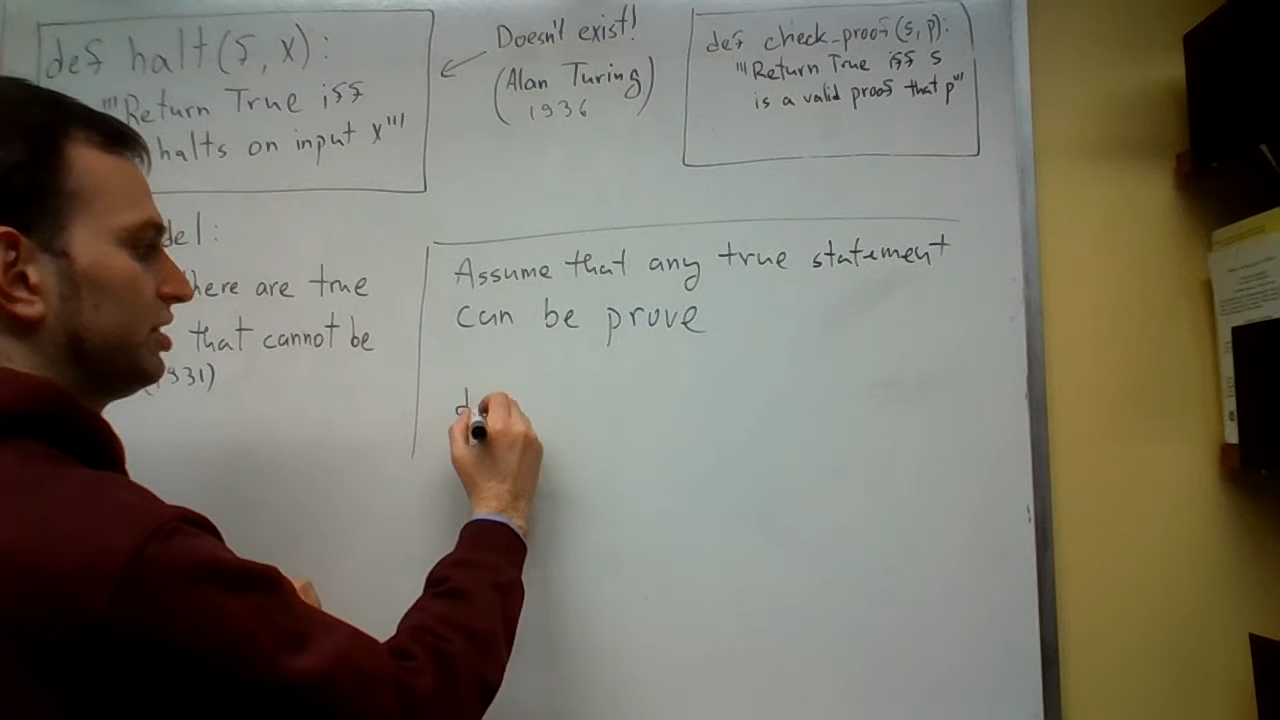 def halt(f, x):
"""Return True iff
halts on input x"""
Doesn't exist!
(Alan Turing
1936)
def check_proof(s, p):
"""Return True iff s
is a valid proof that p"""
del:
here are true
that cannot be
1931)
Assume that any true statement
can be prove
d